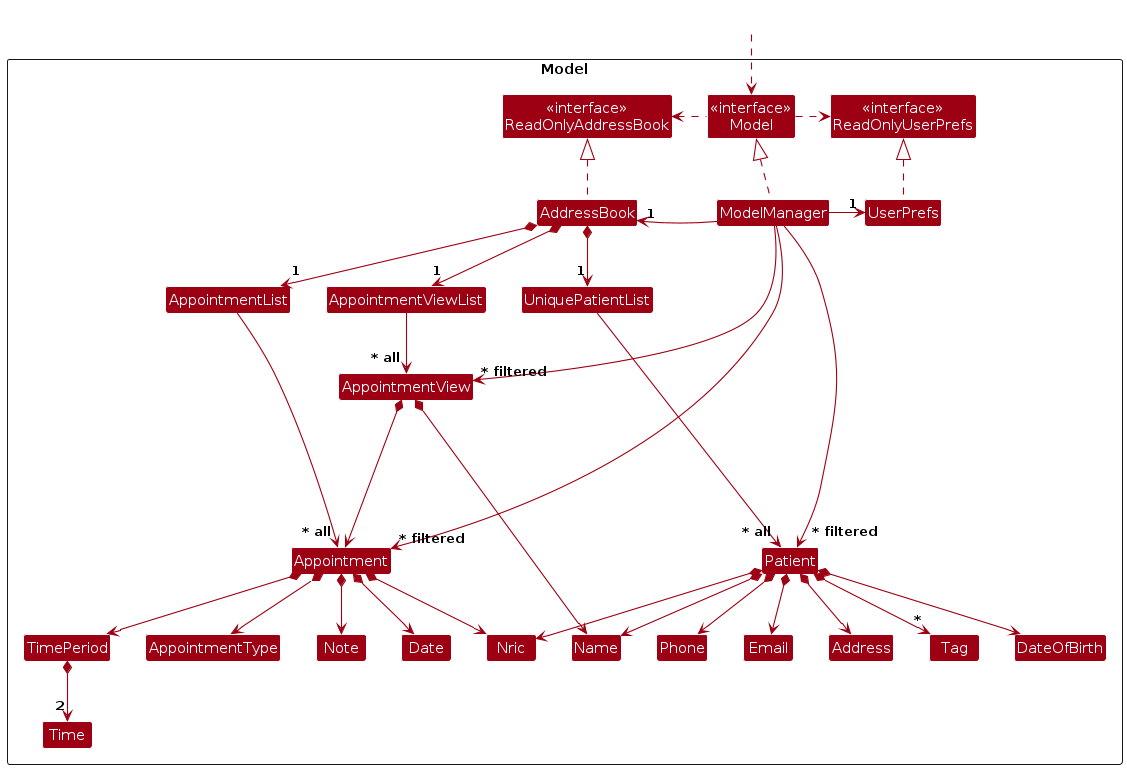 Model
«interface»
ReadOnlyAddressBook
«interface»
Model
«interface»
ReadOnlyUserPrefs
AddressBook
1
ModelManager
1
UserPrefs
1
1
1
AppointmentList
AppointmentViewList
UniquePatientList
* all
* filtered
AppointmentView
* all
* filtered
* all
* filtered
Appointment
Patient
*
TimePeriod
AppointmentType
Note
Date
Nric
Name
Phone
Email
Address
Tag
DateOfBirth
2
Time